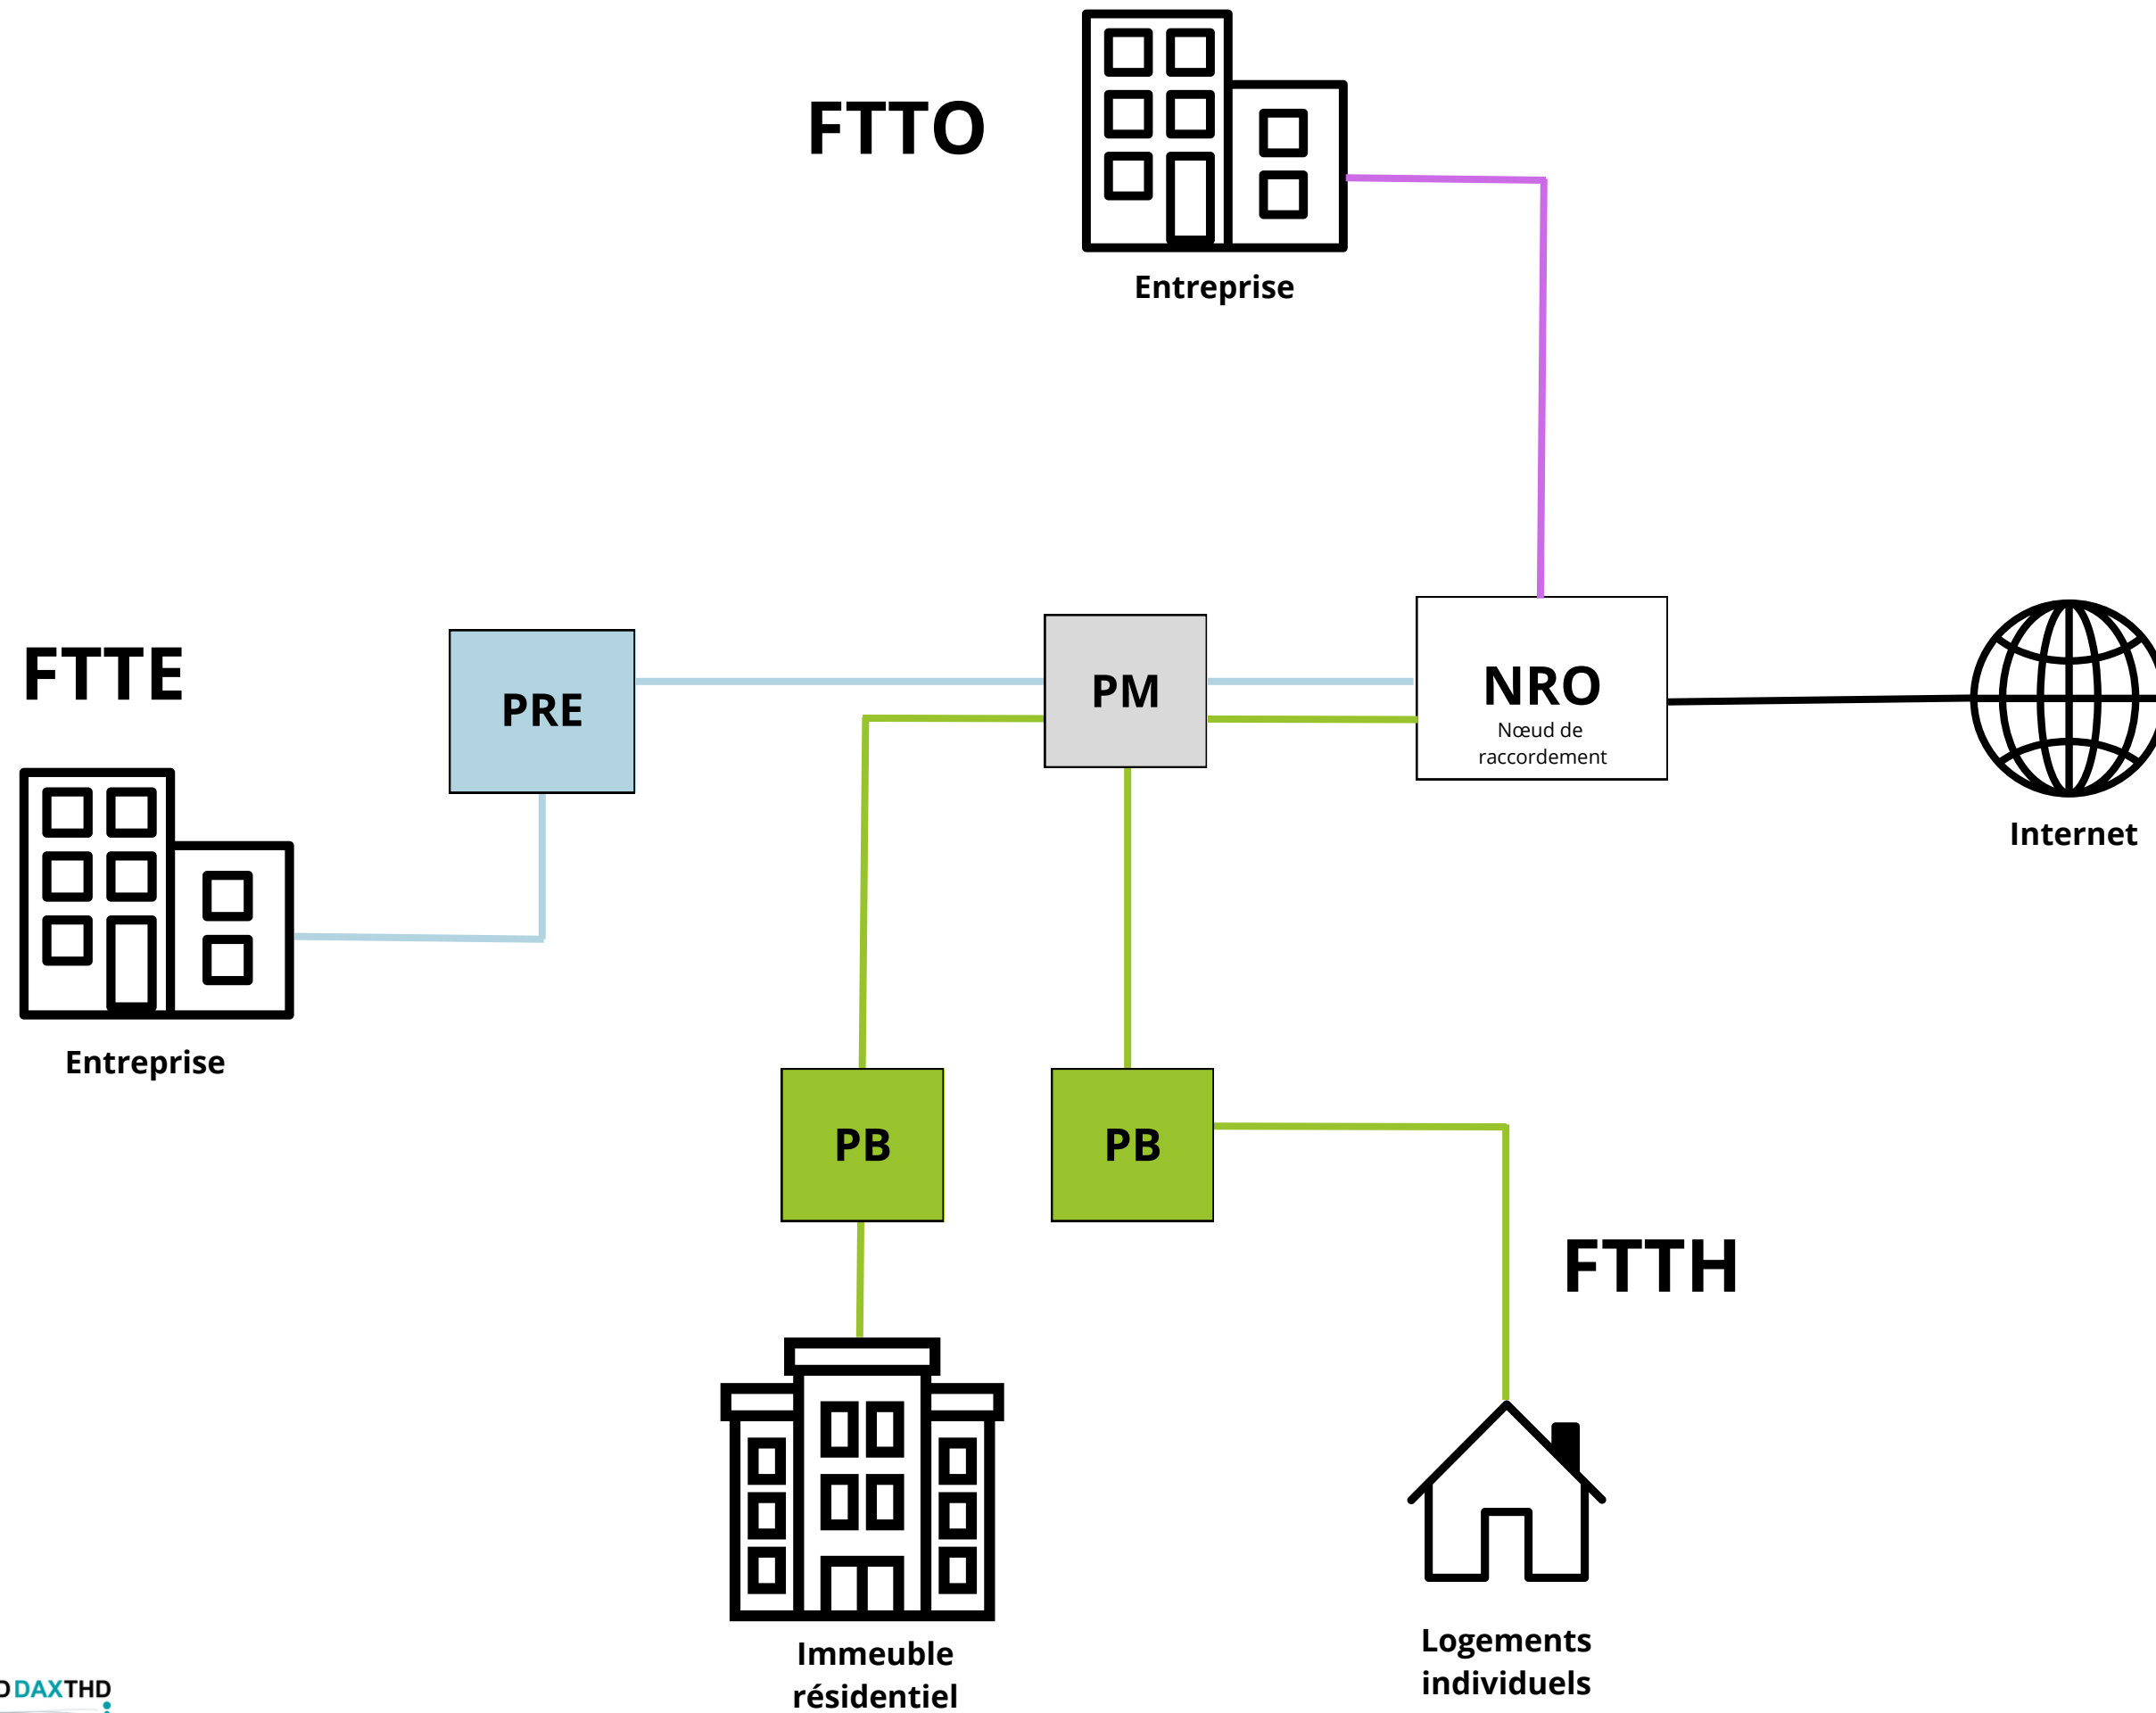 FTTO
Entreprise
FTTE
PRE
PM
NRO
Nœud de
raccordement
Internet
Entreprise
PB
PB
FTTH
Immeuble
résidentiel
Logements
individuels
DAXTHD